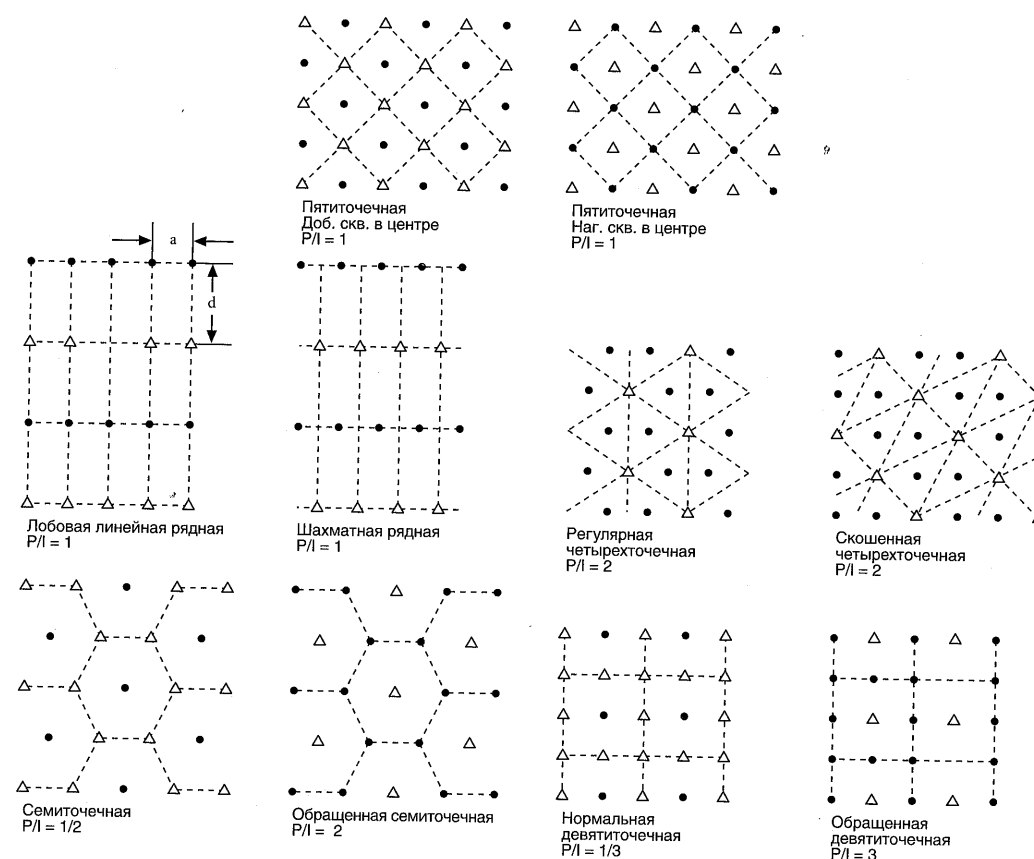 Пятиточечная
Доб. скв. в центре
P/I = 1
Пятиточечная
Наг. скв. в центре
P/I = 1
a
d
Лобовая линейная рядная
P/I = 1
Шахматная рядная
P/I = 1
Регулярная
четырехточечная
P/I = 2
Скошенная
четырехточечная
P/I = 2
Семиточечная
P/I = 1/2
Обращенная семиточечная
P/I = 2
Нормальная
девятиточечная
P/I = 1/3
Обращенная
девятиточечная
P/I = 3